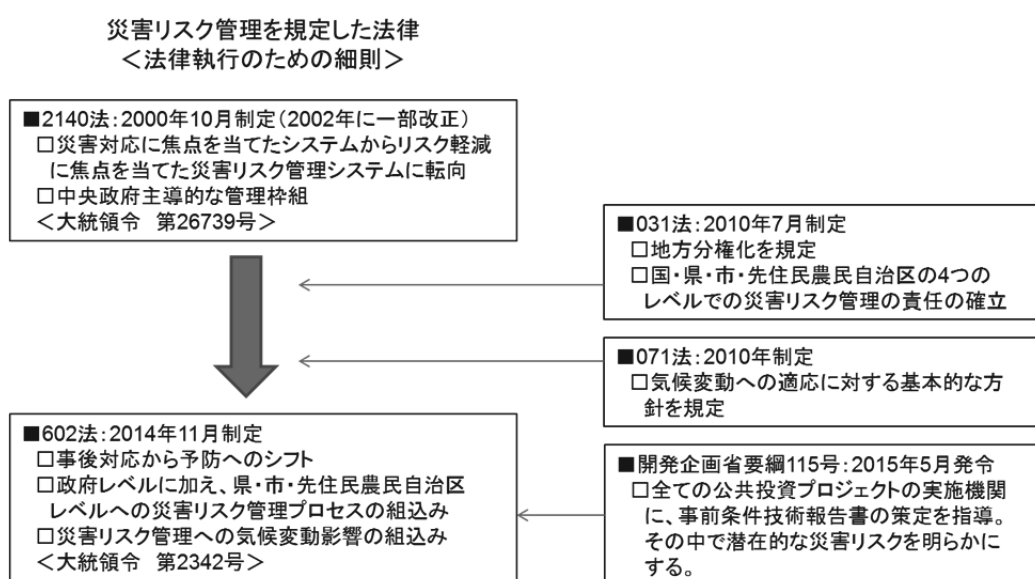 災害リスク管理を規定した法律
＜法律執行のための細則＞
■2140法：2000年10月制定（2002年に一部改正）
□災害対応に焦点を当てたシステムからリスク軽減
に焦点を当てた災害リスク管理システムに転向
□中央政府主導的な管理枠組
＜大統領令　第26739号＞
■031法：2010年7月制定
□地方分権化を規定
□国・県・市・先住民農民自治区の4つの
レベルでの災害リスク管理の責任の確立
■071法：2010年制定
□気候変動への適応に対する基本的な方
針を規定
■602法：2014年11月制定
□事後対応から予防へのシフト
□政府レベルに加え、県・市・先住民農民自治区
レベルへの災害リスク管理プロセスの組込み
□災害リスク管理への気候変動影響の組込み
＜大統領令　第2342号＞
■開発企画省要綱115号：2015年5月発令
□全ての公共投資プロジェクトの実施機関
に、事前条件技術報告書の策定を指導。
その中で潜在的な災害リスクを明らかに
する。